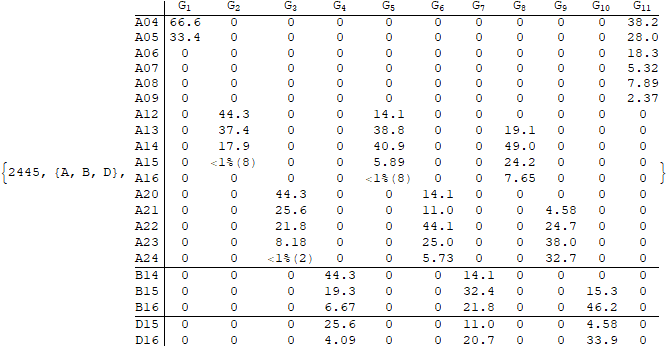 G1 G2 G3 G4 G5 G6 G7 G8 G9 G10 G11
A04 66.6 0 0 0 0 0 0 0 0 0 38.2
A05 33.4 0 0 0 0 0 0 0 0 0 28.0
A06 0 0 0 0 0 0 0 0 0 0 18.3
A07 0 0 0 0 0 0 0 0 0 0 5.32
A08 0 0 0 0 0 0 0 0 0 0 7.89
A09 0 0 0 0 0 0 0 0 0 0 2.37
A12 0 44.3 0 0 14.1 0 0 0 0 0 0
A13 0 37.4 0 0 38.8 0 0 19.1 0 0 0
A14 0 17.9 0 0 40.9 0 0 49.0 0 0 0
A15 0 <1%(8) 0 0 5.89 0 0 24.2 0 0 0
{2445, {A, B, D}, A16 0 0 0 0 <1%(8) 0 0 7.65 0 0 0 }
A20 0 0 44.3 0 0 14.1 0 0 0 0 0
A21 0 0 25.6 0 0 11.0 0 0 4.58 0 0
A22 0 0 21.8 0 0 44.1 0 0 24.7 0 0
A23 0 0 8.18 0 0 25.0 0 0 38.0 0 0
A24 0 0 <1%(2) 0 0 5.73 0 0 32.7 0 0
B14 0 0 0 44.3 0 0 14.1 0 0 0 0
B15 0 0 0 19.3 0 0 32.4 0 0 15.3 0
B16 0 0 0 6.67 0 0 21.8 0 0 46.2 0
D15 0 0 0 25.6 0 0 11.0 0 0 4.58 0
D16 0 0 0 4.09 0 0 20.7 0 0 33.9 0